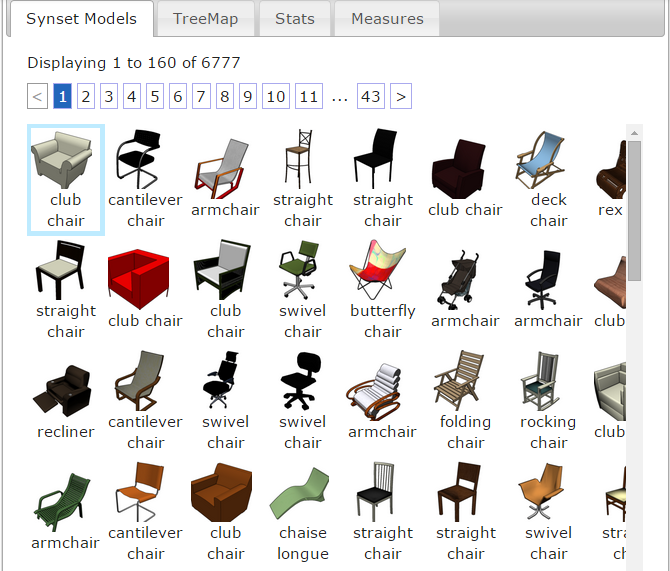 Synset Models TreeMap Stats Measures
Displaying 1 to 160 of 6777
< 1 2 3 4 5 6 7 8 9 10 11 ... 43 >
club chair
cantilever chair
armchair
straight chair
straight chair
club chair
deck chair
rex
straight chair
club chair
club chair
swivel chair
butterfly chair
armchair
armchair
club
recliner
cantilever chair
swivel chair
swivel chair
armchair
folding chair
rocking chair
club
armchair
cantilever chair
club chair
chaise longue
straight chair
straight chair
swivel chair